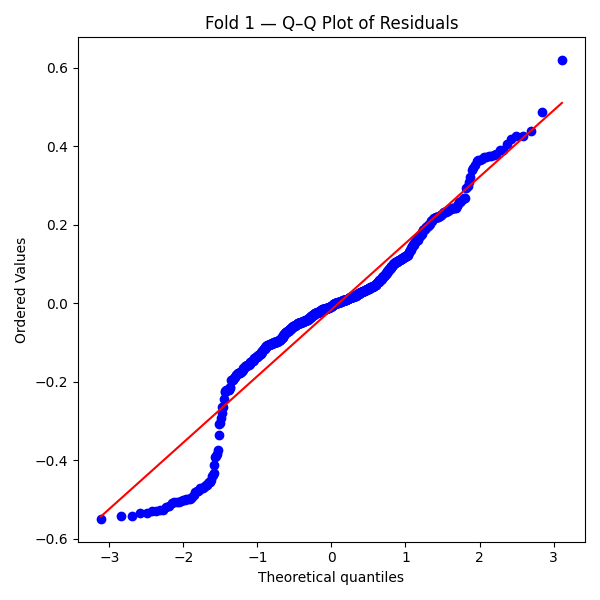 Fold 1 — Q–Q Plot of Residuals
Ordered Values
0.6
0.4
0.2
0.0
−0.2
−0.4
−0.6
−3 −2 −1 0 1 2 3
Theoretical quantiles